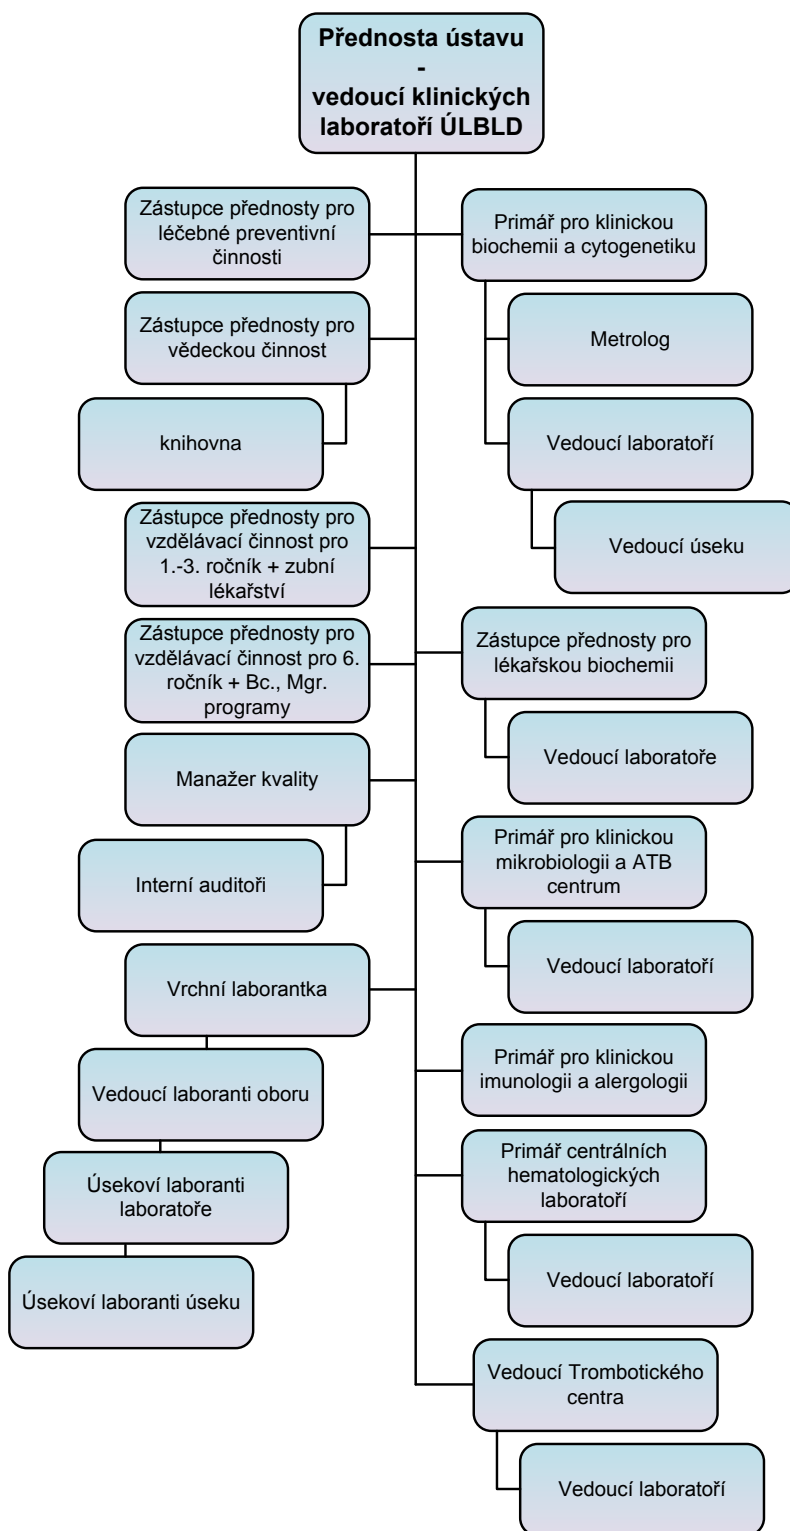 Přednosta ústavu
-
vedoucí klinických
laboratoří ÚLBLD
Zástupce přednosty pro
léčebné preventivní
činnosti
Primář pro klinickou
biochemii a cytogenetiku
Zástupce přednosty pro
vědeckou činnost
Metrolog
knihovna
Vedoucí laboratoří
Zástupce přednosty pro
vzdělávací činnost pro
1.-3. ročník + zubní
lékařství
Vedoucí úseku
Zástupce přednosty pro
vzdělávací činnost pro 6.
ročník + Bc., Mgr.
programy
Zástupce přednosty pro
lékařskou biochemii
Manažer kvality
Vedoucí laboratoře
Interní auditoři
Primář pro klinickou
mikrobiologii a ATB
centrum
Vrchní laborantka
Vedoucí laboratoří
Vedoucí laboranti oboru
Primář pro klinickou
imunologii a alergologii
Úsekoví laboranti
laboratoře
Primář centrálních
hematologických
laboratoří
Úsekoví laboranti úseku
Vedoucí laboratoří
Vedoucí Trombotického
centra
Vedoucí laboratoří